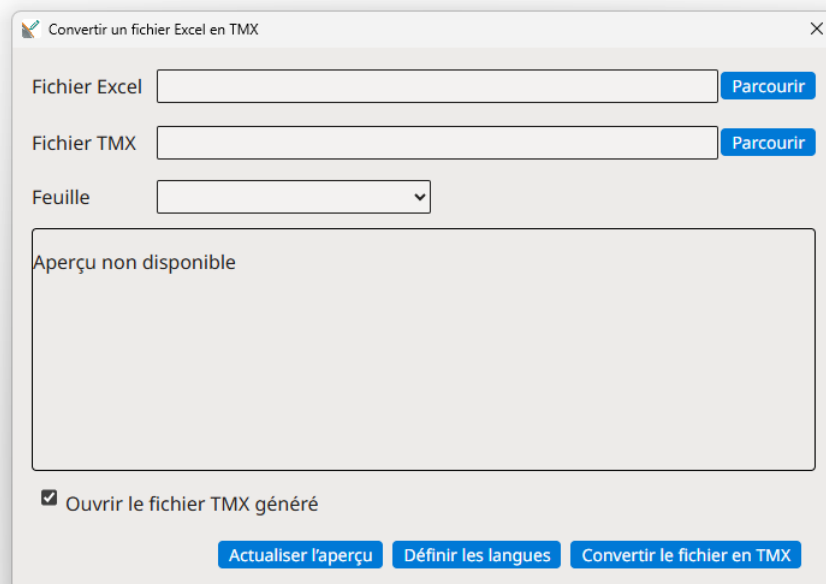 Convertir un fichier Excel en TMX
Fichier Excel Parcourir
Fichier TMX Parcourir
Feuille
Aperçu non disponible
Ouvrir le fichier TMX généré
Actualiser l’aperçu Définir les langues Convertir le fichier en TMX